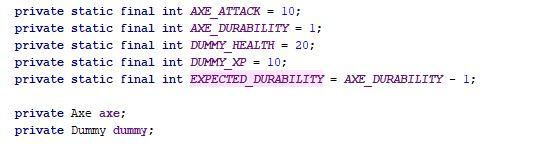 private static final int AXE_ATTACK = 10;
private static final int AXE_DURABILITY = 1;
private static final int DUMMY_HEALTH = 20;
private static final int DUMMY_XP = 10;
private static final int EXPECTED_DURABILITY = AXE_DURABILITY - 1;
private Axe axe;
private Dummy dummy;